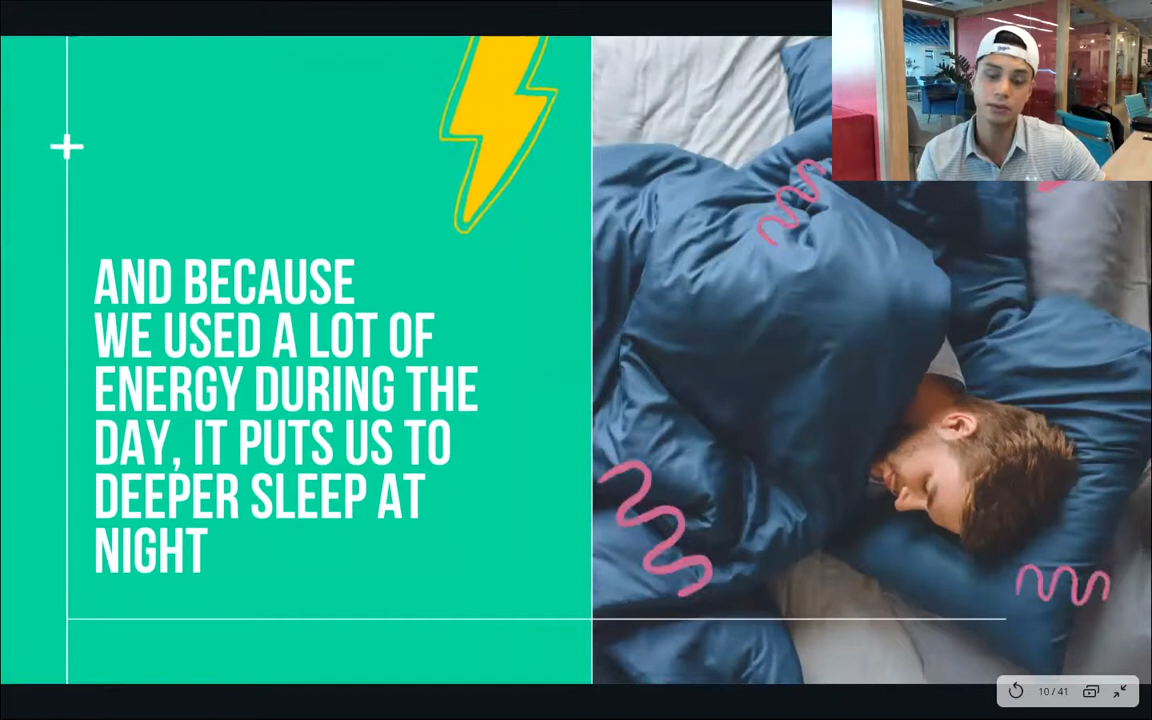 AND BECAUSE
WE USED A LOT OF
ENERGY DURING THE
DAY, IT PUTS US TO
DEEPER SLEEP AT
NIGHT
10 / 41